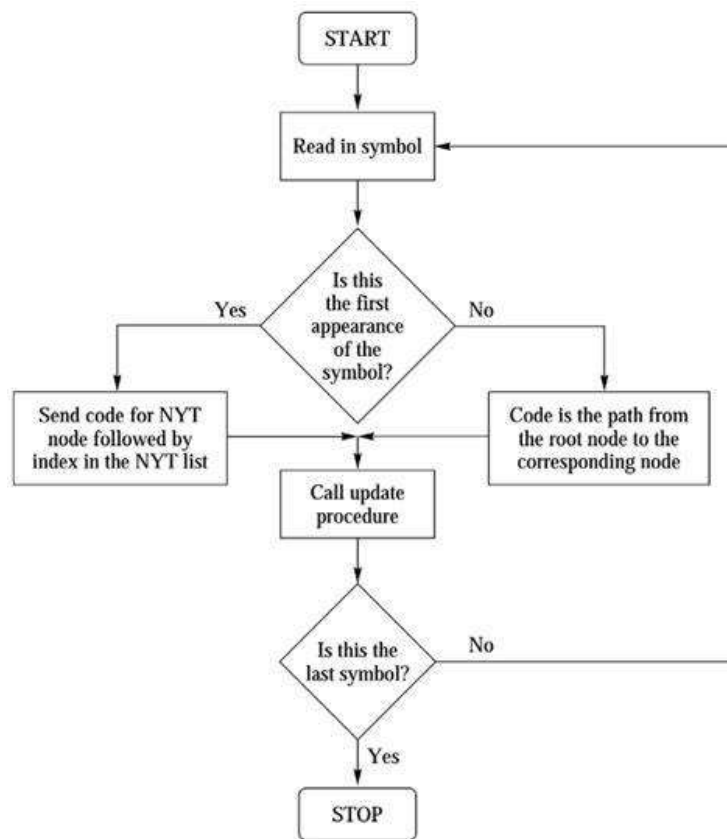 START
Read in symbol
Is this
the first
appearance
of the
symbol?
Yes
No
Send code for NYT
node followed by
index in the NYT list
Code is the path from
the root node to the
corresponding node
Call update
procedure
Is this the
last symbol?
No
Yes
STOP